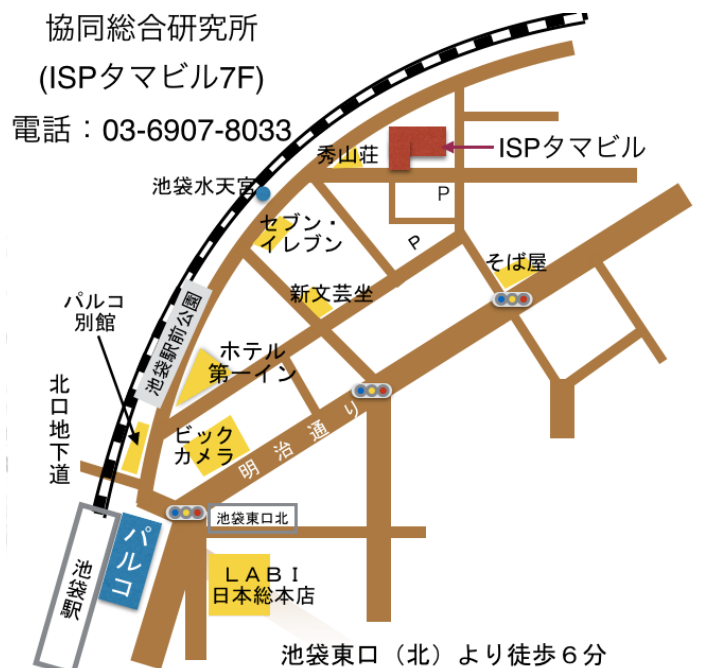 協同総合研究所
(ISPタマビル7F)
電話：03-6907-8033
秀山荘
ISPタマビル
池袋水天宮
P
セブン・
イレブン
P
そば屋
新文芸坐
パルコ
別館
池袋駅前公園
ホテル
第一イン
北口地下道
ビック
カメラ
明治通り
池袋東口北
パルコ
池袋駅
ＬＡＢＩ
日本総本店
池袋東口（北）より徒歩６分